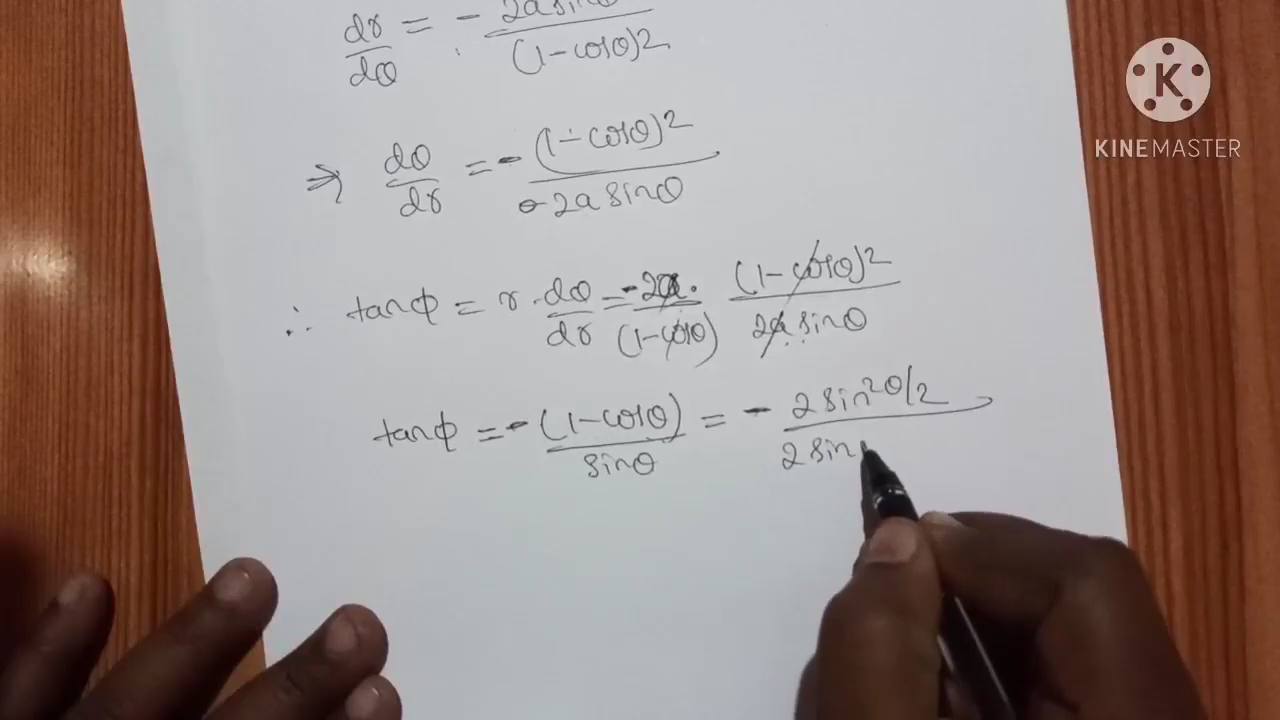 dr/dθ = - 2a sinθ/(1-cosθ)2
⇒ dθ/dr = - (1-cosθ)2/2a sinθ
∴ tanϕ = r. dθ/dr = -2a/(1-cosθ) . (1-cosθ)2/2a sinθ
tanϕ = - (1-cosθ)/sinθ = - 2sin2θ/2/2sin
K
KINEMASTER